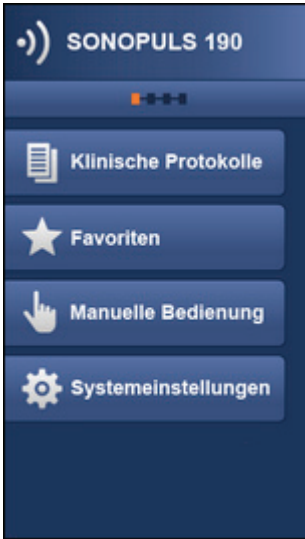 SONOPULS 190
Klinische Protokolle
Favoriten
Manuelle Bedienung
Systemeinstellungen